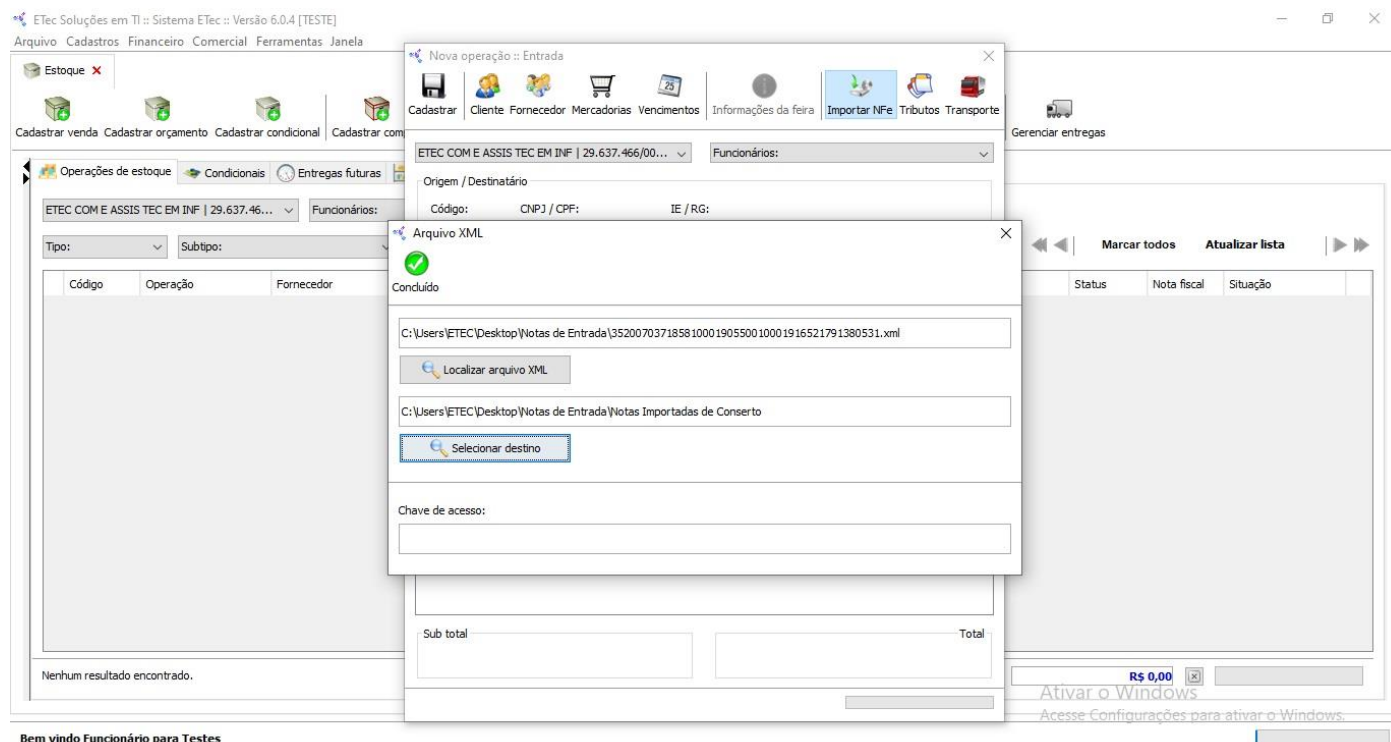 ETec Soluções em TI :: Sistema ETec :: Versão 6.0.4 [TESTE]
Arquivo Cadastros Financeiro Comercial Ferramentas Janela
Estoque
Cadastrar venda Cadastrar orçamento Cadastrar condicional Cadastrar com
Gerenciar entregas
Operações de estoque Condicionais Entregas futuras
ETEC COM E ASSIS TEC EM INF | 29.637.46... Funcionários:
Tipo: Subtipo:
Marcar todos Atualizar lista
Código Operação Fornecedor Status Nota fiscal Situação
Nova operação :: Entrada
Cadastrar Cliente Fornecedor Mercadorias Vencimentos Informações da feira Importar NFe Tributos Transporte
25
ETEC COM E ASSIS TEC EM INF | 29.637.466/00... Funcionários:
Origem / Destinatário
Código: CNPJ / CPF: IE / RG:
Arquivo XML
Concluído
C:\Users\ETEC\Desktop\Notas de Entrada\35200703718581000190550010001916521791380531.xml
Localizar arquivo XML
C:\Users\ETEC\Desktop\Notas de Entrada\Notas Importadas de Conserto
Selecionar destino
Chave de acesso:
Sub total Total
Nenhum resultado encontrado.
R$ 0,00
Ativar o Windows
Acesse Configurações para ativar o Windows.
Bem vindo Funcionário para Testes